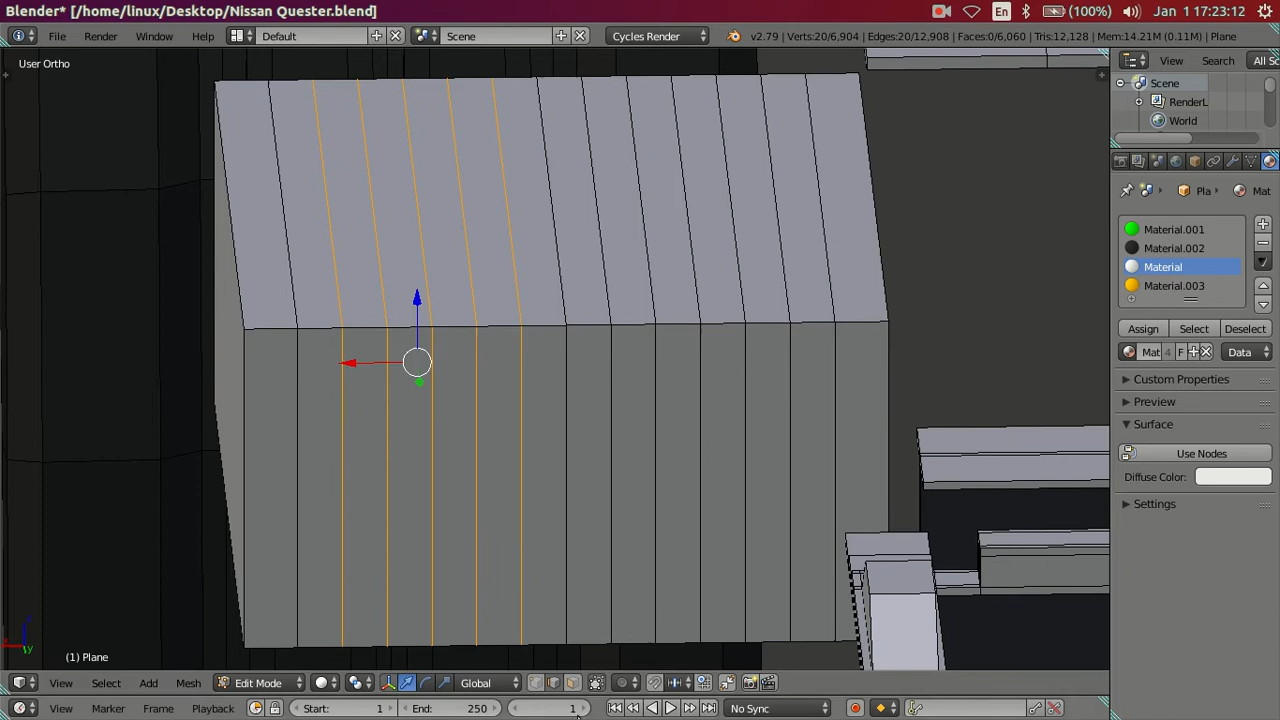 Blender* [/home/linux/Desktop/Nissan Quester.blend]
En (100%) Jan 1 17:23:12
File Render Window Help Default Scene Cycles Render v2.79 | Verts:20/6,904 | Edges:20/12,908 | Faces:0/6,060 | Tris:12,128 | Mem:14.21M (0.11M) | Plane
User Ortho
View Search All Sc
Scene
RenderL
World
Pla Mat
Material.001
Material.002
Material
Material.003
Assign Select Deselect
Mat 4 F Data
Custom Properties
Preview
Surface
Use Nodes
Diffuse Color:
Settings
(1) Plane
View Select Add Mesh Edit Mode Global
View Marker Frame Playback Start: 1 End: 250 1 No Sync